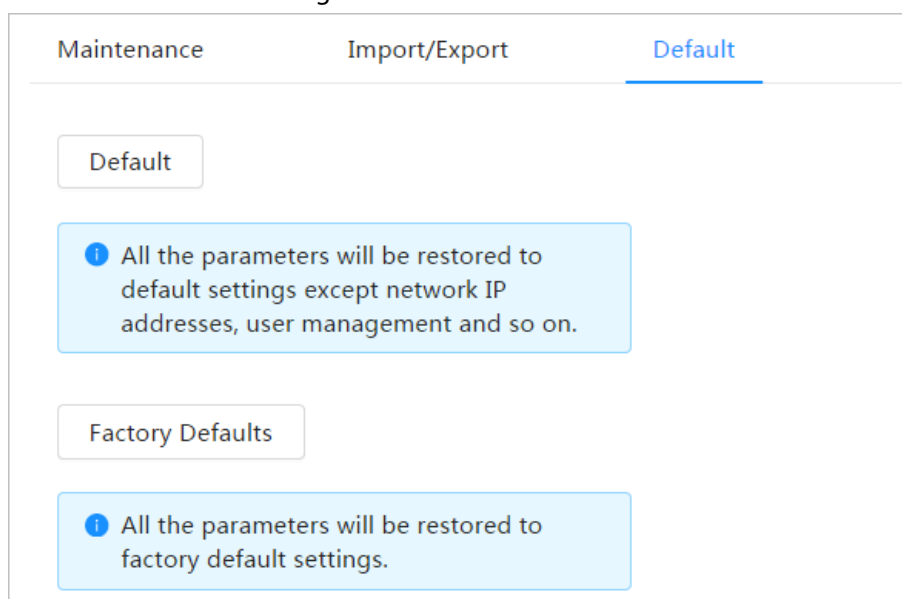 Maintenance Import/Export Default
Default
All the parameters will be restored to
default settings except network IP
addresses, user management and so on.
Factory Defaults
All the parameters will be restored to
factory default settings.